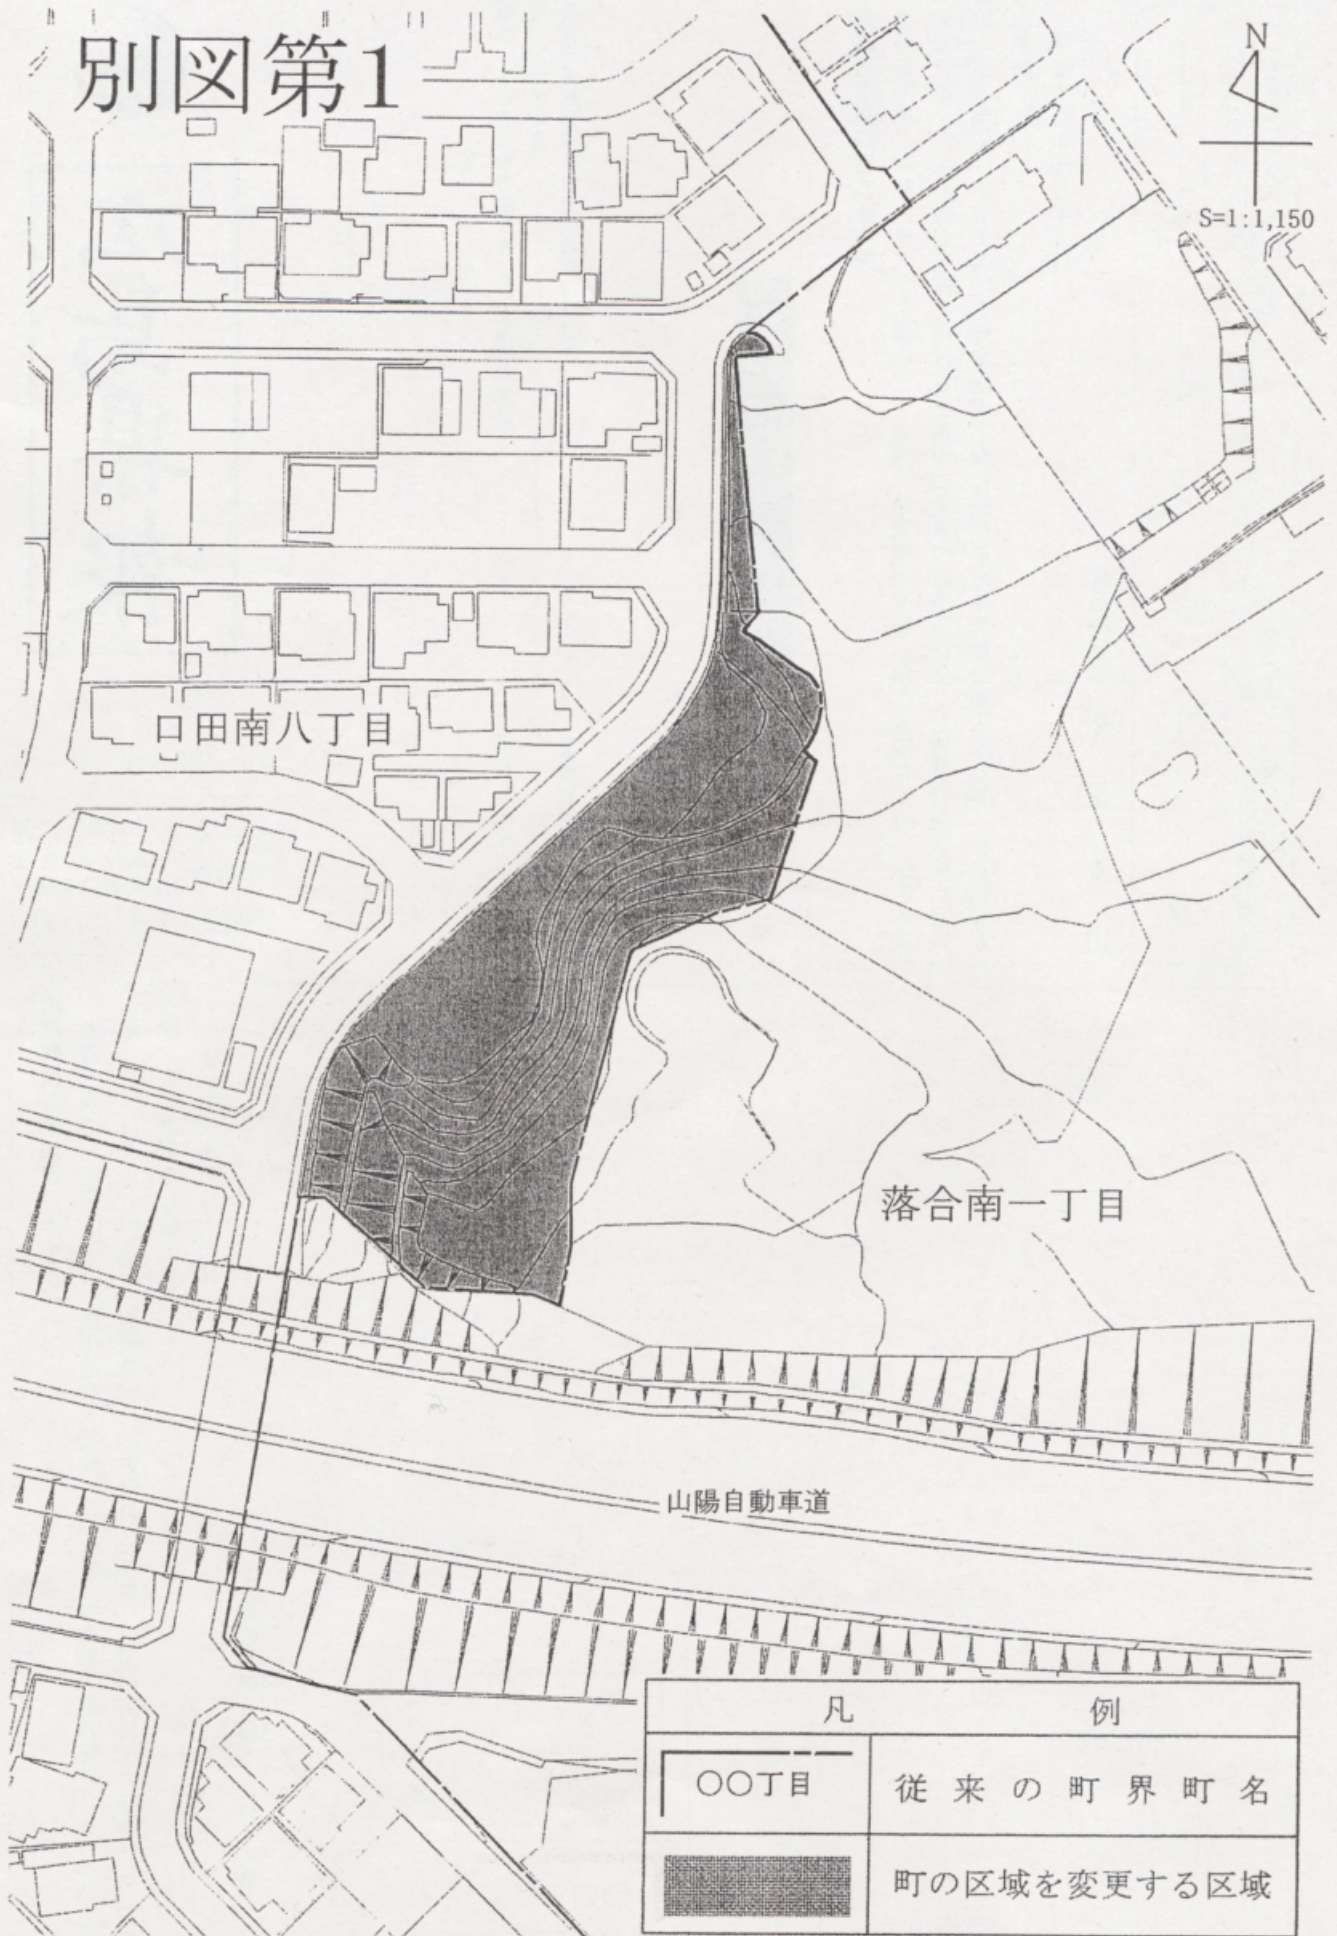 別図第1
N
S=1:1,150
口田南八丁目
落合南一丁目
山陽自動車道
凡例
○○丁目
従来の町界町名
町の区域を変更する区域